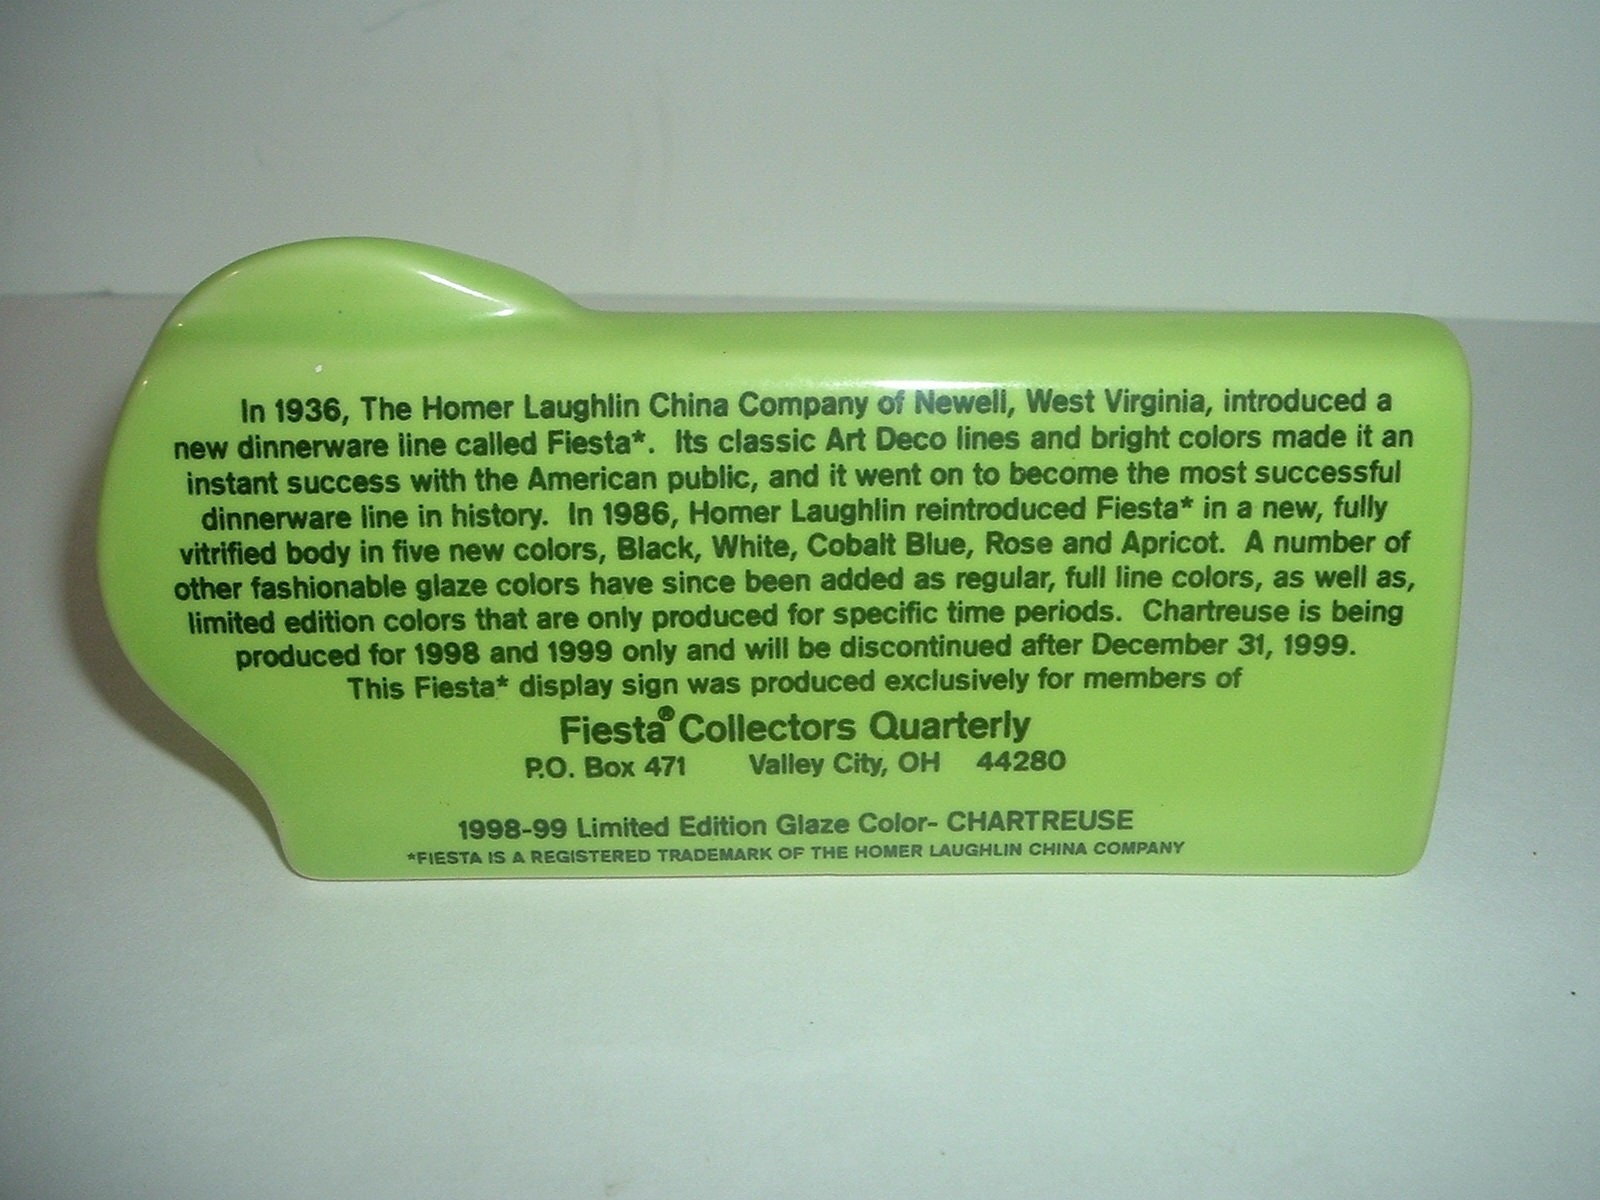 In 1936, The Homer Laughlin China Company of Newell, West Virginia, introduced a
new dinnerware line called Fiesta*. Its classic Art Deco lines and bright colors made it an
instant success with the American public, and it went on to become the most successful
dinnerware line in history. In 1986, Homer Laughlin reintroduced Fiesta* in a new, fully
vitrified body in five new colors, Black, White, Cobalt Blue, Rose and Apricot. A number of
other fashionable glaze colors have since been added as regular, full line colors, as well as,
limited edition colors that are only produced for specific time periods. Chartreuse is being
produced for 1998 and 1999 only and will be discontinued after December 31, 1999.
This Fiesta* display sign was produced exclusively for members of
Fiesta® Collectors Quarterly
P.O. Box 471 Valley City, OH 44280
1998-99 Limited Edition Glaze Color- CHARTREUSE
*FIESTA IS A REGISTERED TRADEMARK OF THE HOMER LAUGHLIN CHINA COMPANY